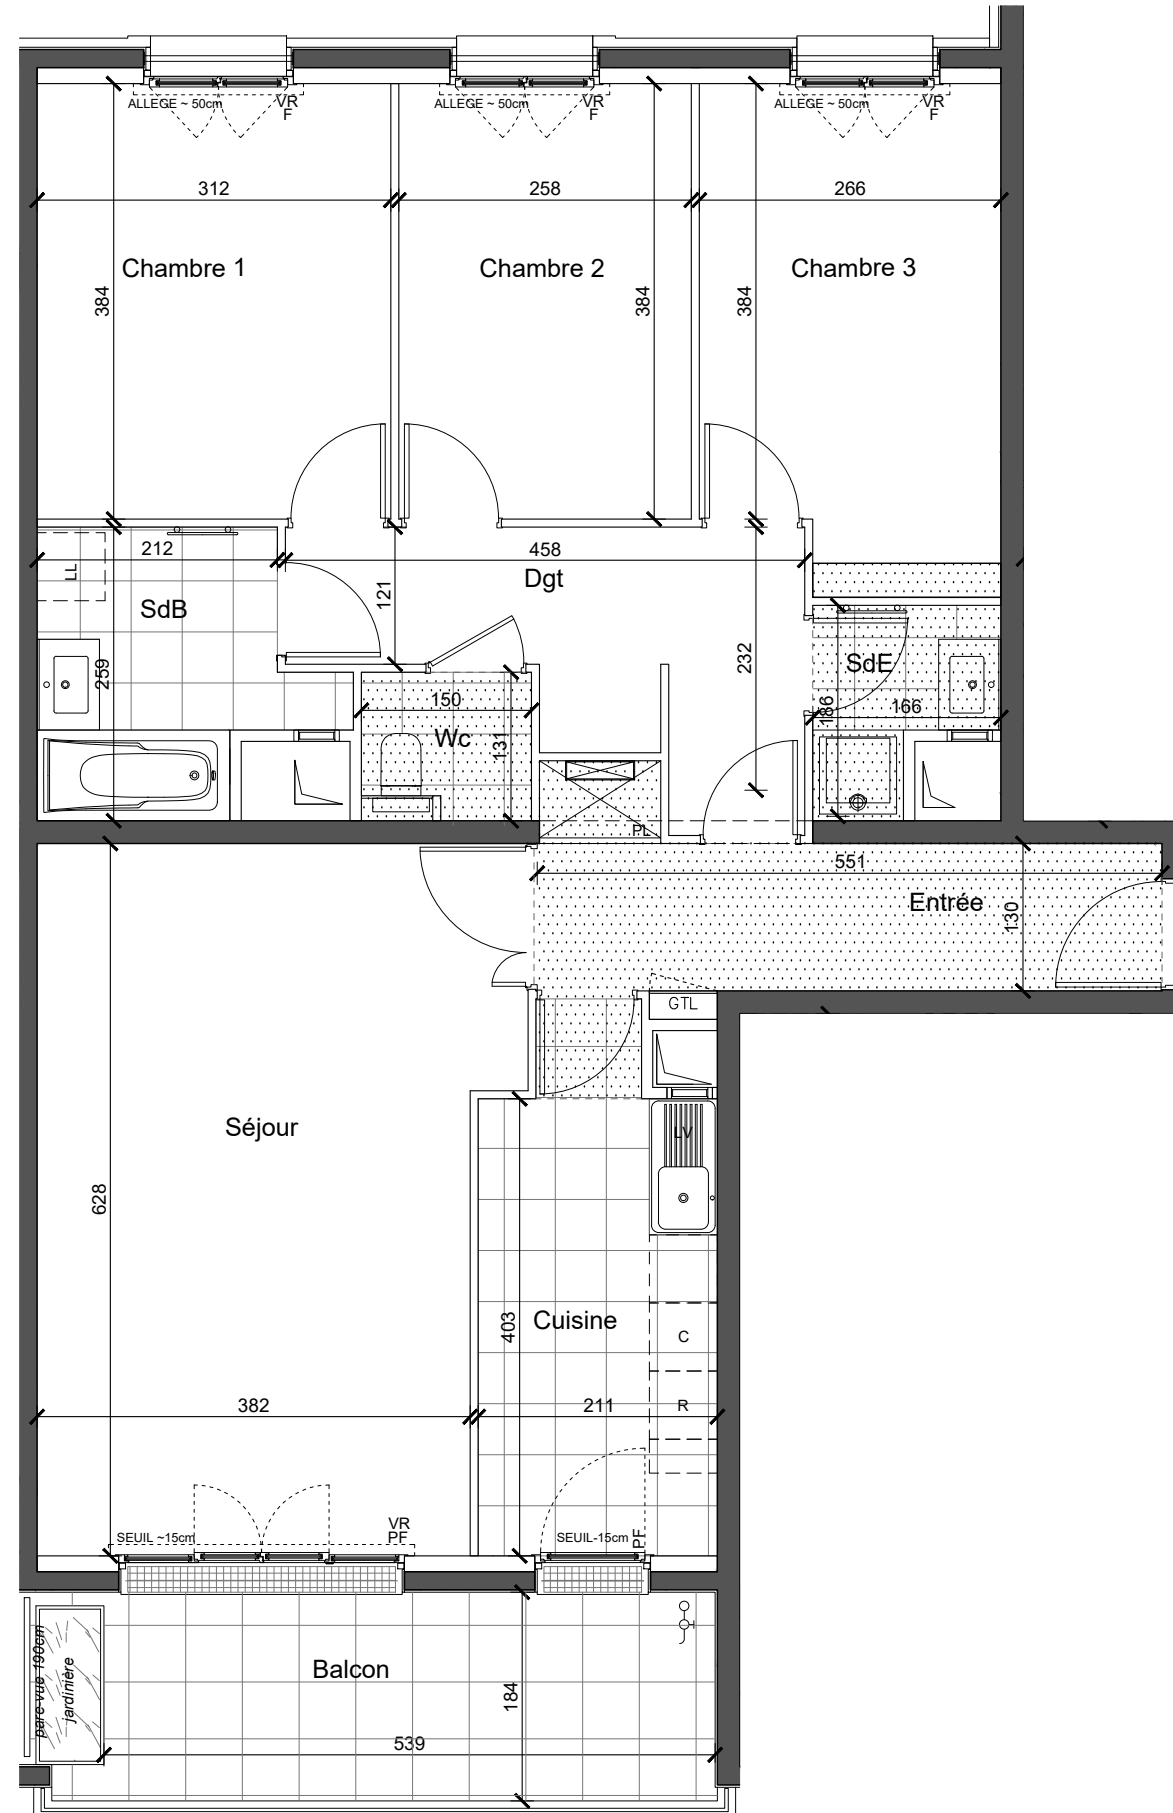 ALLEGE ~ 50cm
VR
F
ALLEGE ~ 50cm
VR
F
ALLEGE ~ 50cm
VR
F
312
258
266
Chambre 1
Chambre 2
Chambre 3
384
384
384
212
458
LL
SdB
121
Dgt
259
232
SdE
150
186
166
Wc
131
PL
551
Entrée
130
GTL
Séjour
LV
628
403
Cuisine
C
R
382
211
SEUIL ~15cm
VR
PF
SEUIL-15cm
PF
pare-vue 190cm
jardinière
Balcon
184
539